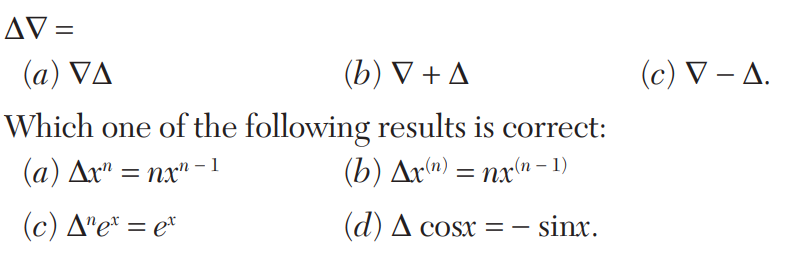 Δ∇ =
(a) ∇Δ (b) ∇ + Δ (c) ∇ – Δ.
Which one of the following results is correct:
(a) Δxⁿ = nxⁿ⁻¹ (b) Δx⁽ⁿ⁾ = nx⁽ⁿ⁻¹⁾
(c) Δⁿeˣ = eˣ (d) Δ cosx = – sinx.